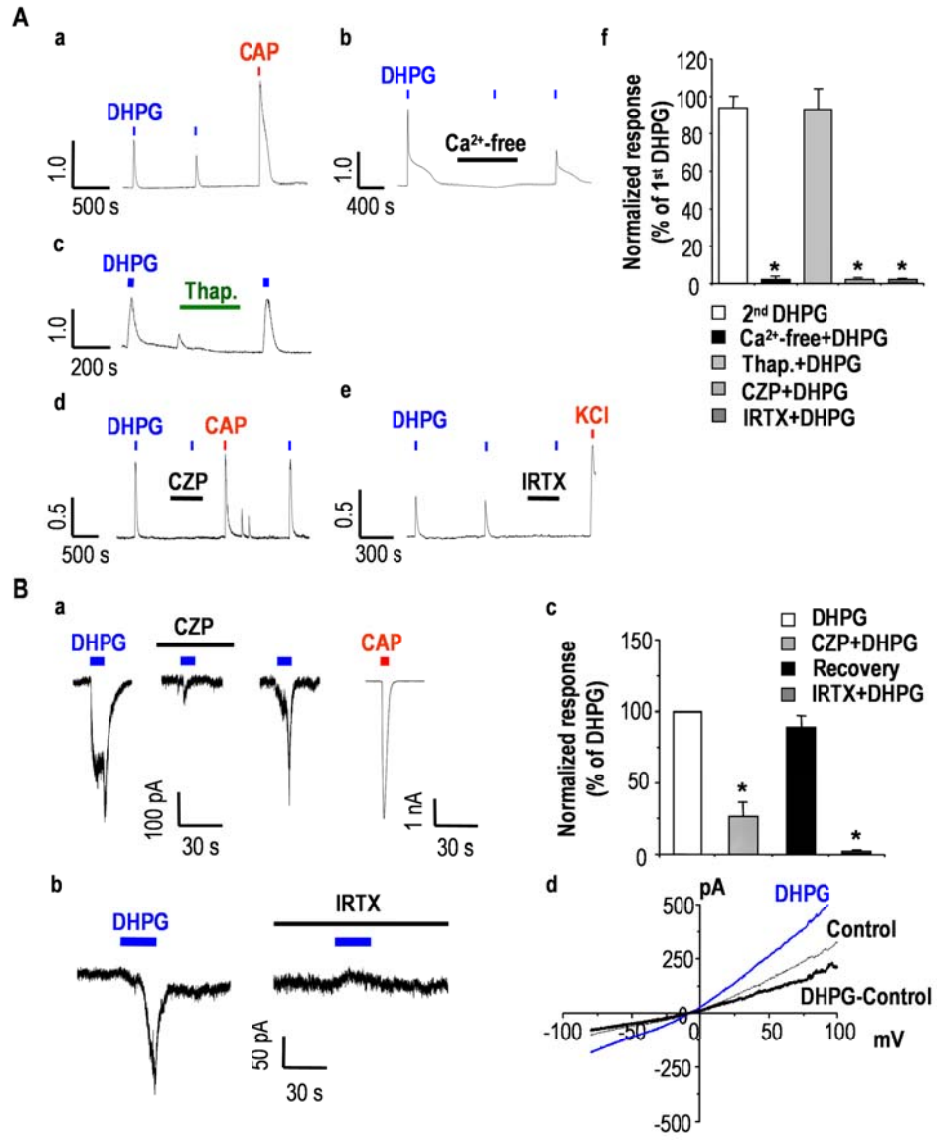 A
a
CAP
DHPG
1.0
500 s
b
DHPG
Ca²⁺-free
1.0
400 s
c
DHPG
Thap.
1.0
200 s
d
DHPG
CAP
CZP
0.5
500 s
e
DHPG
KCl
IRTX
0.5
300 s
f
Normalized response
(% of 1st DHPG)
120
100
80
60
40
20
0
*
*
*
2nd DHPG
Ca²⁺-free+DHPG
Thap.+DHPG
CZP+DHPG
IRTX+DHPG
B
a
DHPG
CZP
CAP
100 pA
30 s
1 nA
30 s
b
DHPG
IRTX
50 pA
30 s
c
DHPG
CZP+DHPG
Recovery
IRTX+DHPG
Normalized response
(% of DHPG)
150
100
50
0
*
*
d
pA
500
250
0
-250
-500
DHPG
Control
DHPG-Control
-100
-50
50
100
mV